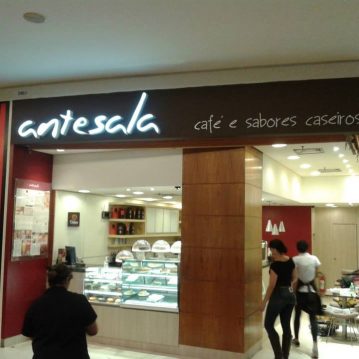 antesala
café e sabores caseiros